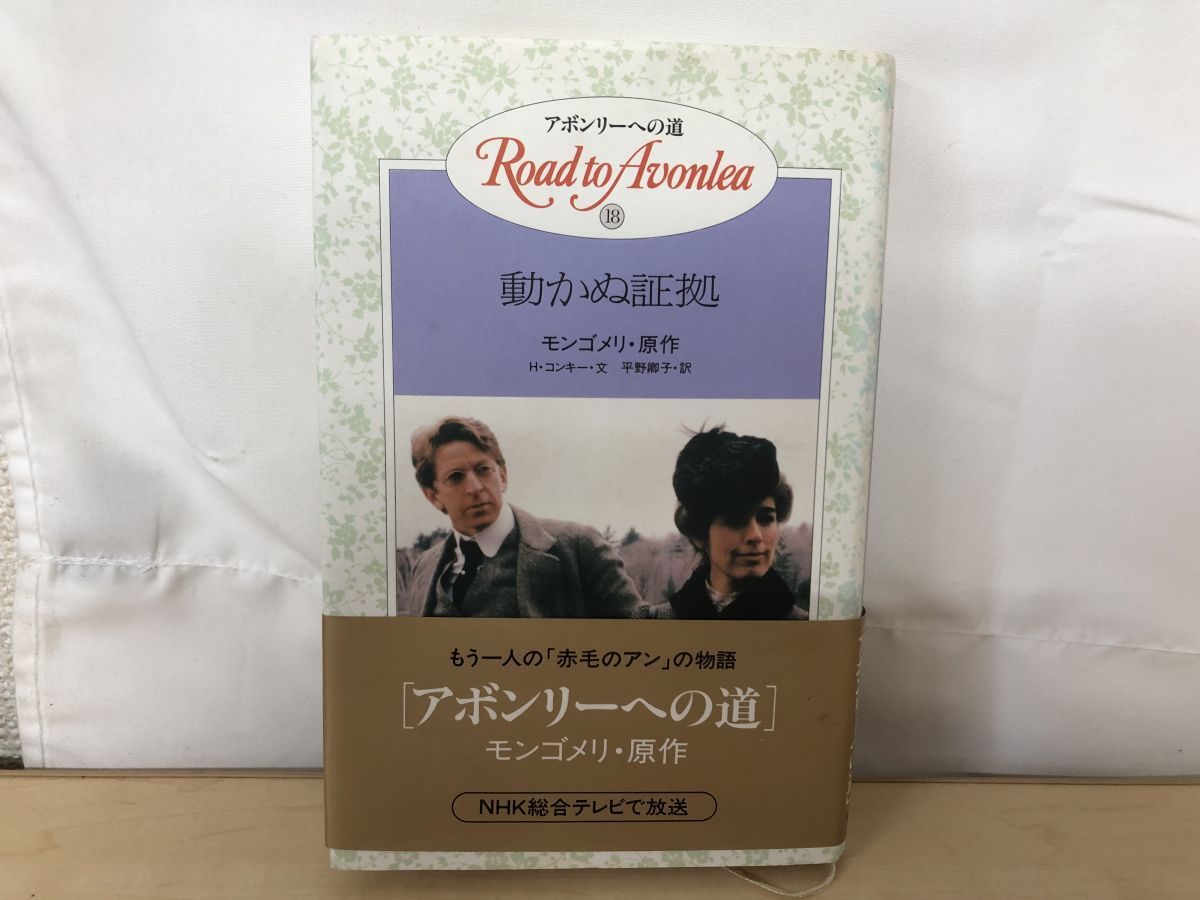 アボンリーへの道
Road to Avonlea
18
動かぬ証拠
モンゴメリ・原作
H・コンキー・文　平野卿子・訳
もう一人の「赤毛のアン」の物語
[アボンリーへの道]
モンゴメリ・原作
NHK総合テレビで放送